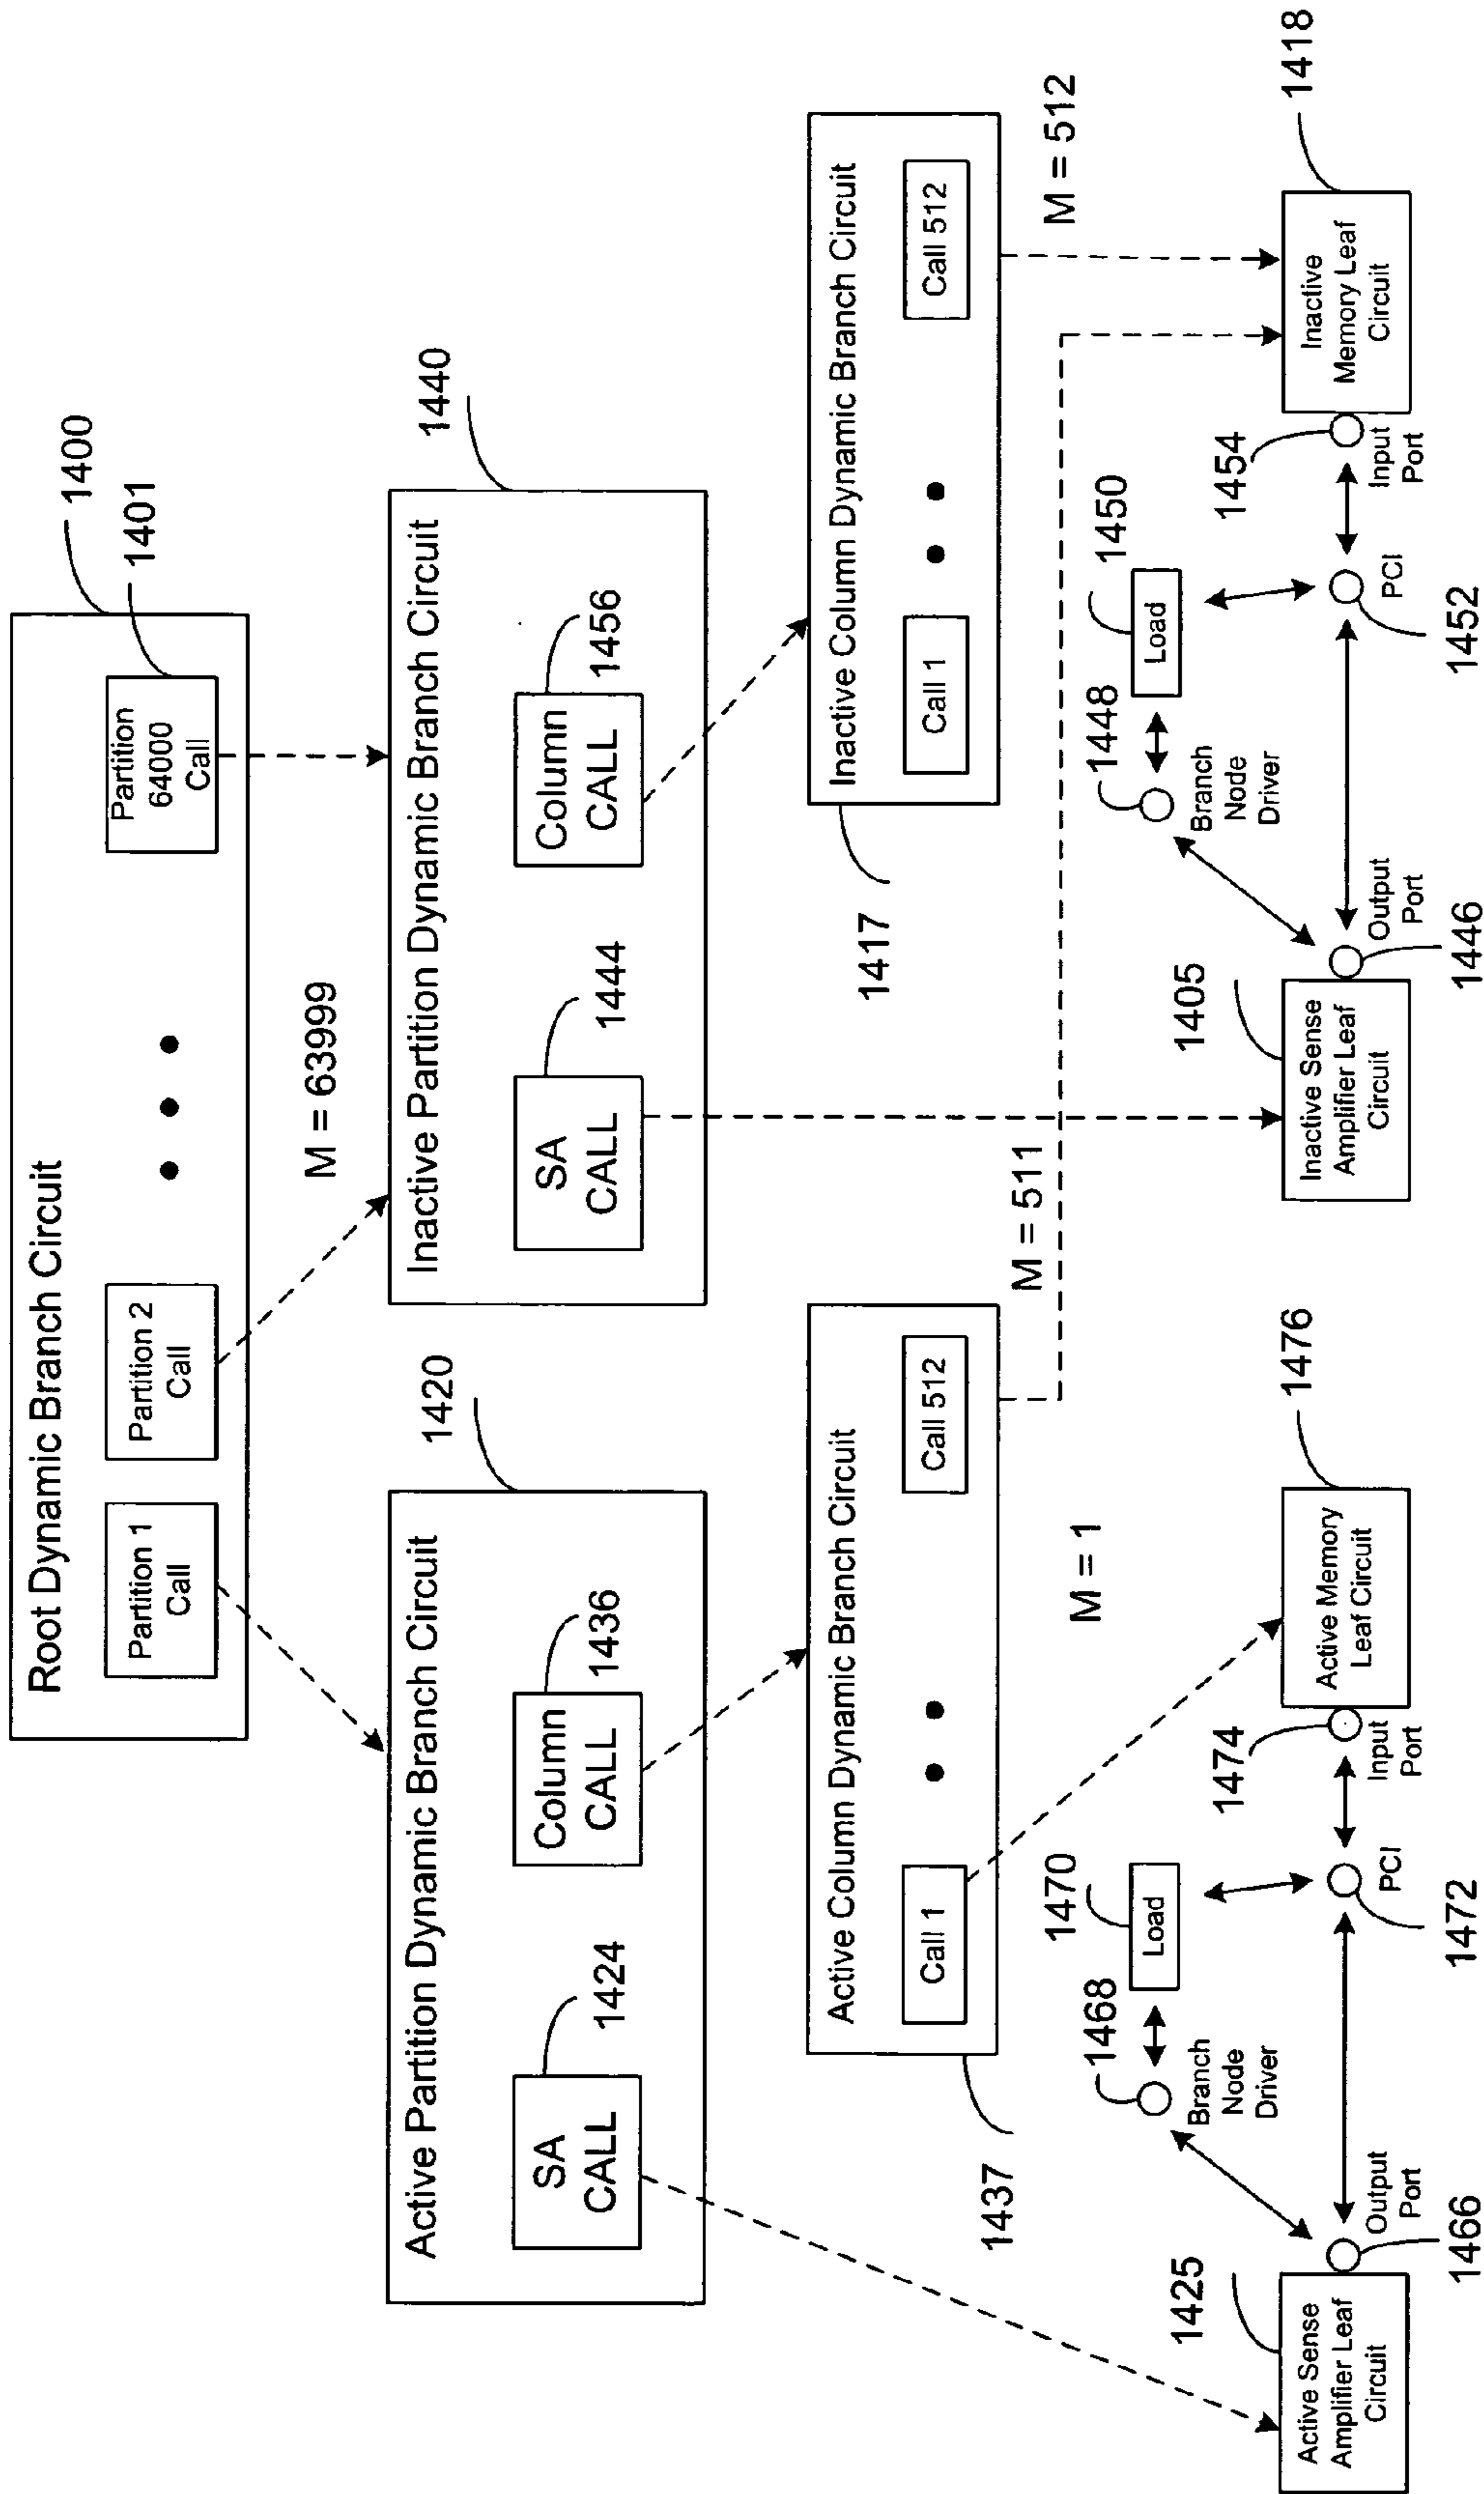 Root Dynamic Branch Circuit
1400
1401
Partition 1
Call
Partition 2
Call
Partition
64000
Call
M = 63999
1420
1440
Active Partition Dynamic Branch Circuit
SA
CALL
1424
Column
CALL
1436
Inactive Partition Dynamic Branch Circuit
SA
CALL
1444
Column
CALL
1456
Active Column Dynamic Branch Circuit
Call 1
Call 512
1437
M = 1
M = 511
Inactive Column Dynamic Branch Circuit
Call 1
Call 512
1417
M = 512
1425
Active Sense
Amplifier Leaf
Circuit
Output
Port
1466
1468
Branch
Node
Driver
1470
Load
PCI
1472
1474
Input
Port
Active Memory
Leaf Circuit
1476
1405
Inactive Sense
Amplifier Leaf
Circuit
Output
Port
1446
1448
Branch
Node
Driver
1450
Load
PCI
1452
1454
Input
Port
Inactive
Memory Leaf
Circuit
1418